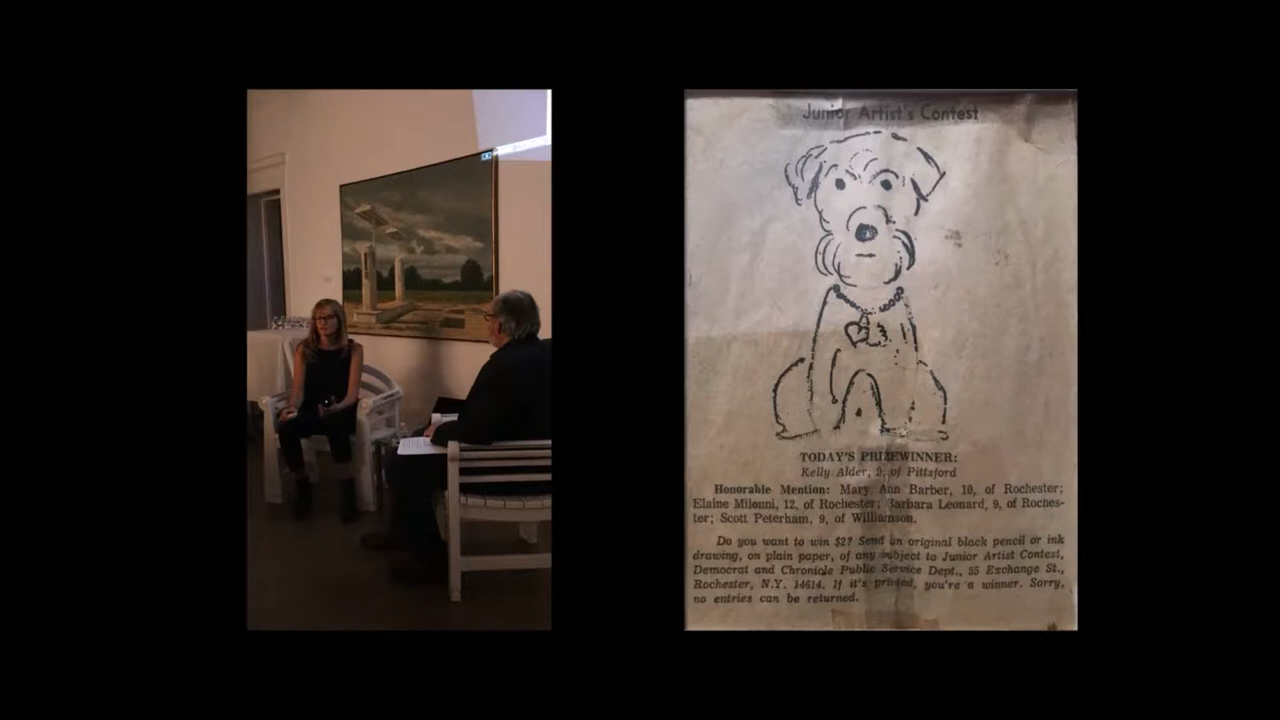 Junior Artist's Contest
TODAY'S PRIZEWINNER:
Kelly Alder, 9, of Pittsford
Honorable Mention: Mary Ann Barber, 10, of Rochester;
Elaine Milonni, 12, of Rochester; Barbara Leonard, 9, of Roches-
ter; Scott Peterham, 9, of Williamson.
Do you want to win $2? Send an original black pencil or ink
drawing, on plain paper, of any subject to Junior Artist Contest,
Democrat and Chronicle Public Service Dept., 55 Exchange St.,
Rochester, N.Y. 14614. If it's printed, you're a winner. Sorry,
no entries can be returned.